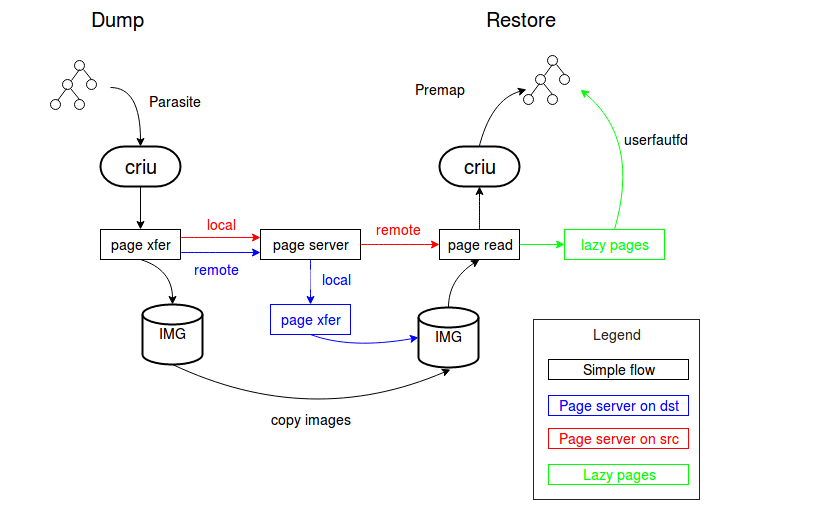 Dump
Restore
Parasite
Premap
userfautfd
criu
criu
page xfer
local
remote
page server
remote
page read
lazy pages
local
page xfer
IMG
IMG
copy images
Legend
Simple flow
Page server on dst
Page server on src
Lazy pages